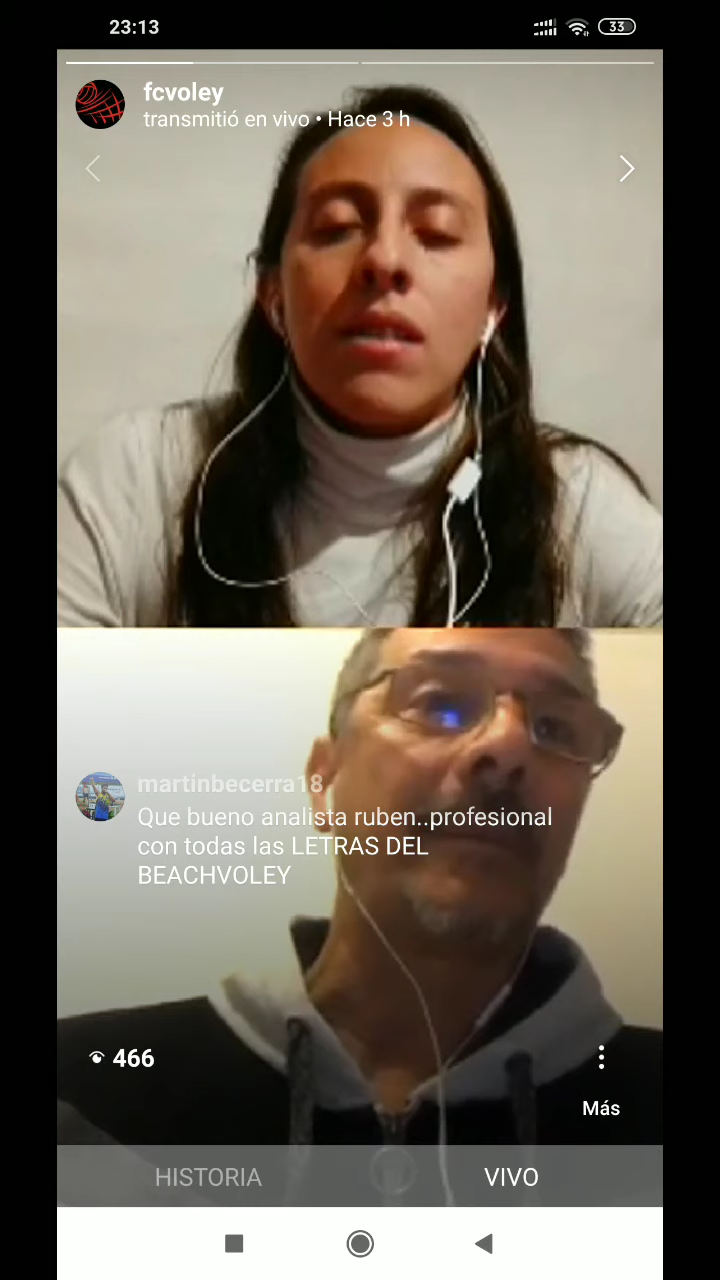 23:13
33
fcvoley
transmitió en vivo • Hace 3 h
martinbecerra18
Que bueno analista ruben..profesional
con todas las LETRAS DEL
BEACHVOLEY
466
Más
HISTORIA
VIVO